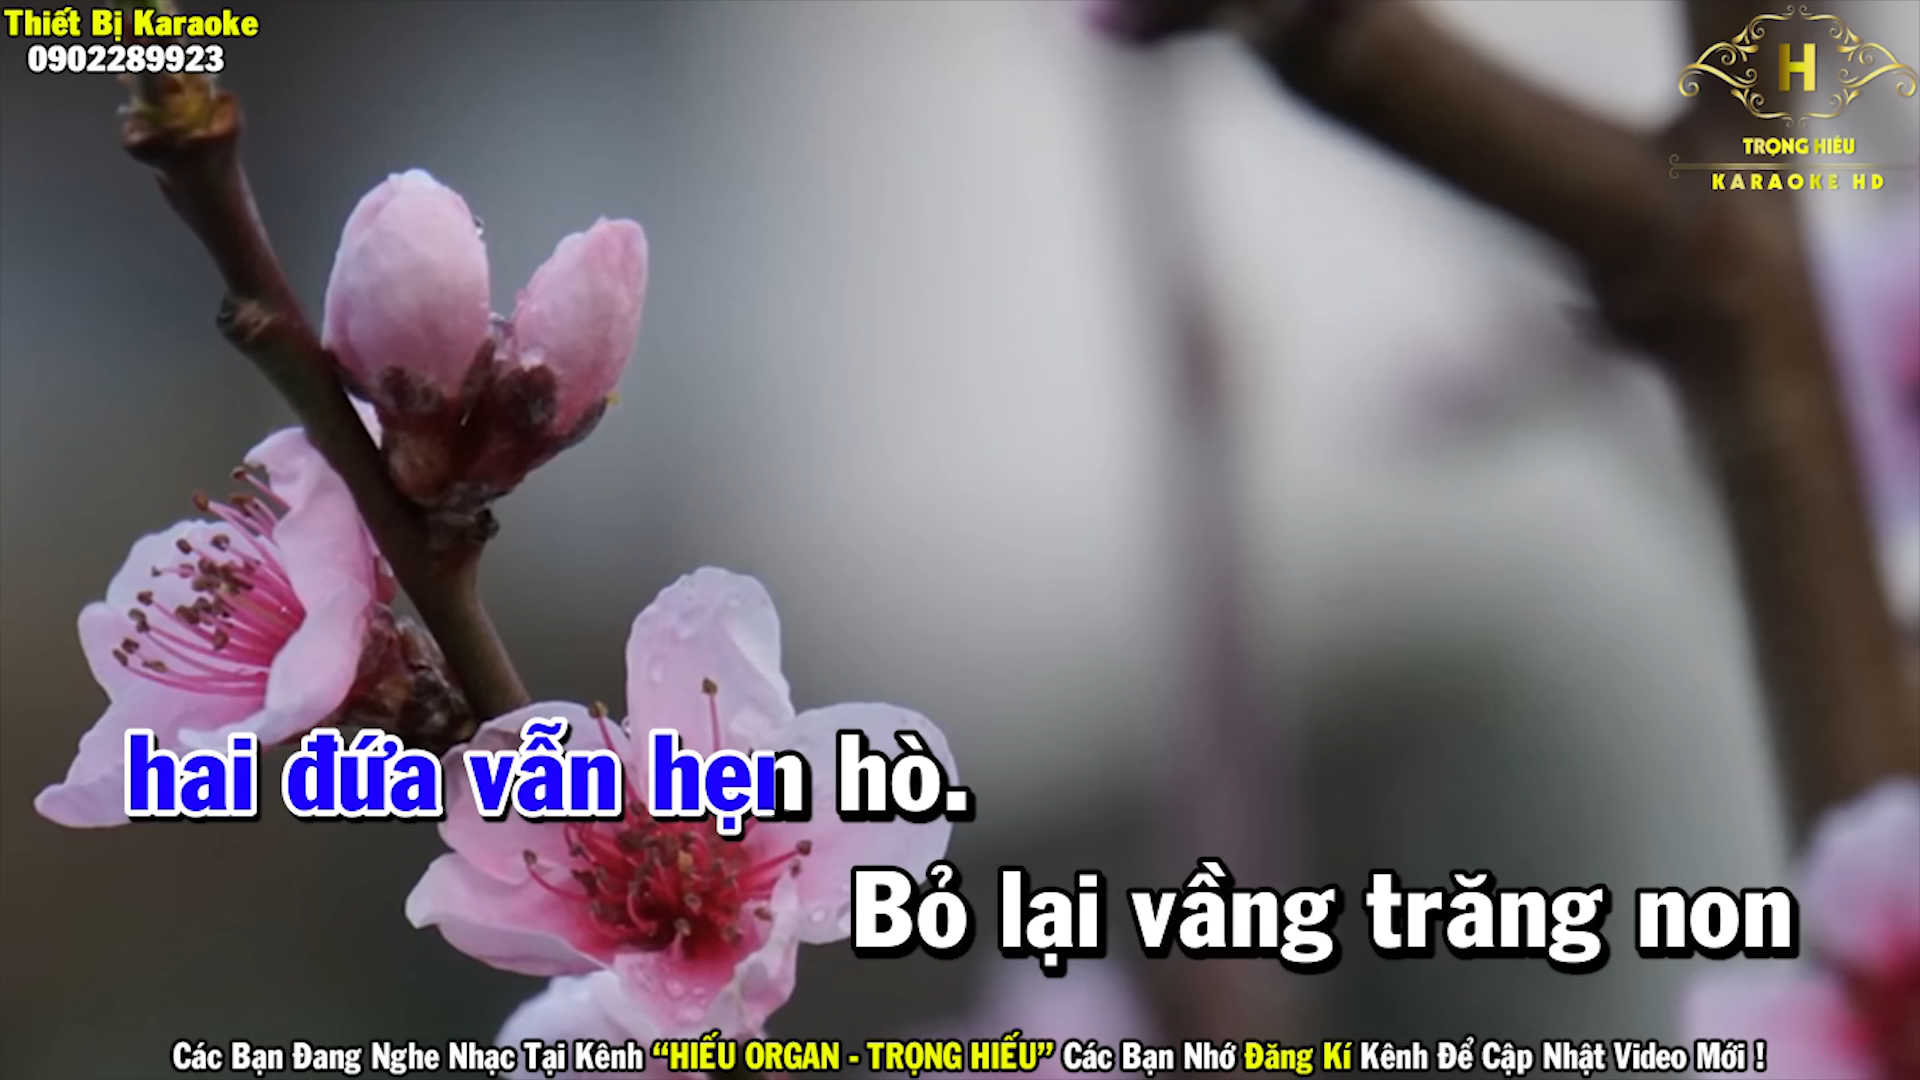 Thiết Bị Karaoke
0902289923
H
TRỌNG HIẾU
KARAOKE HD
hai đứa vẫn hẹn hò.
Bỏ lại vầng trăng non
Các Bạn Đang Nghe Nhạc Tại Kênh “HIẾU ORGAN - TRỌNG HIẾU” Các Bạn Nhớ Đăng Kí Kênh Để Cập Nhật Video Mới !